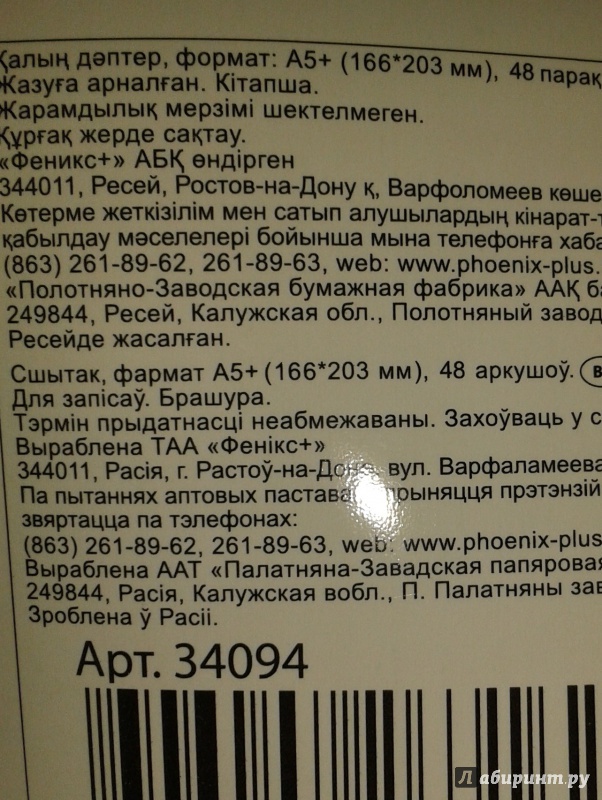 Қалың дәптер, формат: А5+ (166*203 мм), 48 парақ
Жазуға арналған. Кітапша.
Жарамдылық мерзімі шектелмеген.
Құрғақ жерде сақтау.
«Феникс+» АБҚ өндірген
344011, Ресей, Ростов-на-Дону қ, Варфоломеев көше
Көтерме жеткізілім мен сатып алушылардың кінарат-т
қабылдау мәселелері бойынша мына телефонға хаба
(863) 261-89-62, 261-89-63, web: www.phoenix-plus.
«Полотняно-Заводская бумажная фабрика» ААҚ ба
249844, Ресей, Калужская обл., Полотняный завод
Ресейде жасалған.
Сшытак, фармат А5+ (166*203 мм), 48 аркушоў.
Для запісаў. Брашура.
Тэрмін прыдатнасці неабмежаваны. Захоўваць у с
Выраблена ТАА «Фенікс+»
344011, Расія, г. Растоў-на-Доне, вул. Варфаламеева
Па пытаннях аптовых паставак прыняцця прэтэнзій
звяртацца па тэлефонах:
(863) 261-89-62, 261-89-63, web: www.phoenix-plus
Выраблена ААТ «Палатняна-Завадская папяровая
249844, Расія, Калужская вобл., П. Палатняны зав
Зроблена ў Расіі.
Арт. 34094
Лабиринт.ру